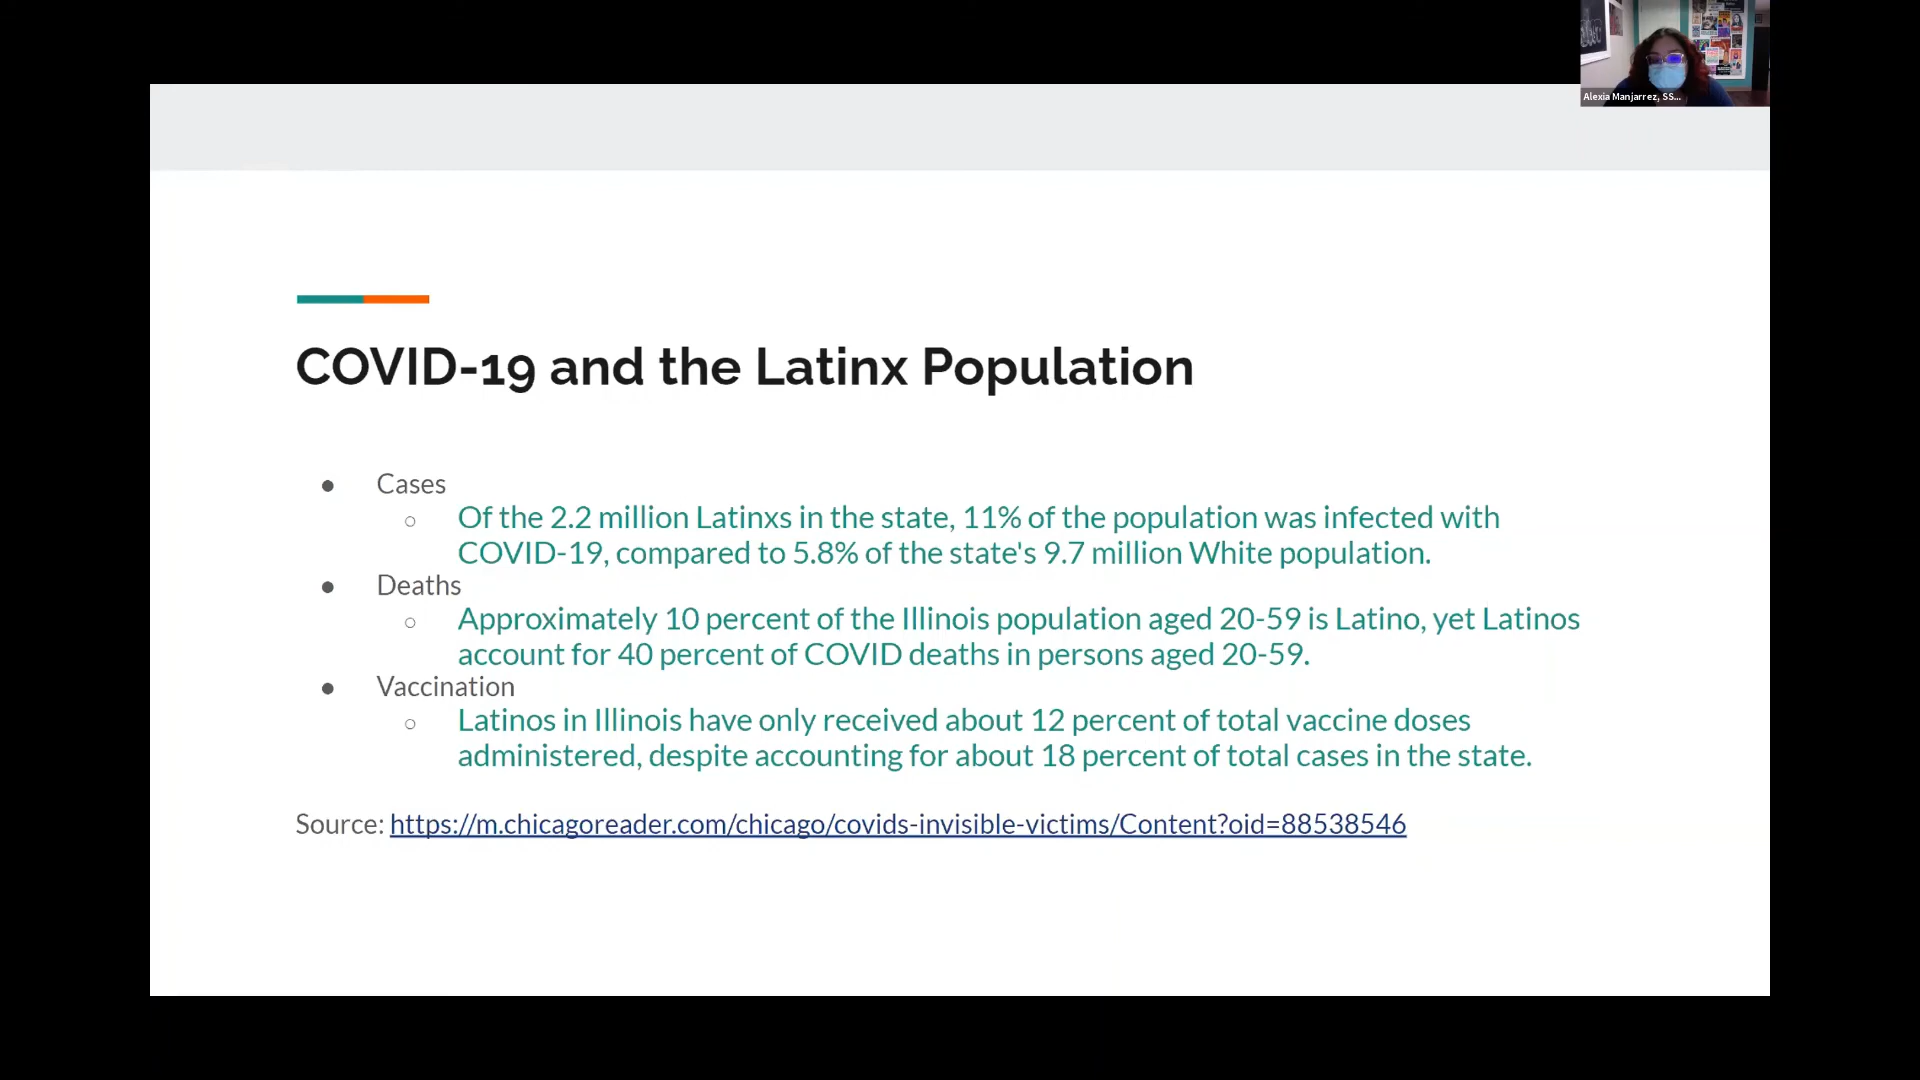 Alexia Manjarrez, SS...
COVID-19 and the Latinx Population
● Cases
○ Of the 2.2 million Latinxs in the state, 11% of the population was infected with
COVID-19, compared to 5.8% of the state's 9.7 million White population.
● Deaths
○ Approximately 10 percent of the Illinois population aged 20-59 is Latino, yet Latinos
account for 40 percent of COVID deaths in persons aged 20-59.
● Vaccination
○ Latinos in Illinois have only received about 12 percent of total vaccine doses
administered, despite accounting for about 18 percent of total cases in the state.
Source: https://m.chicagoreader.com/chicago/covids-invisible-victims/Content?oid=88538546